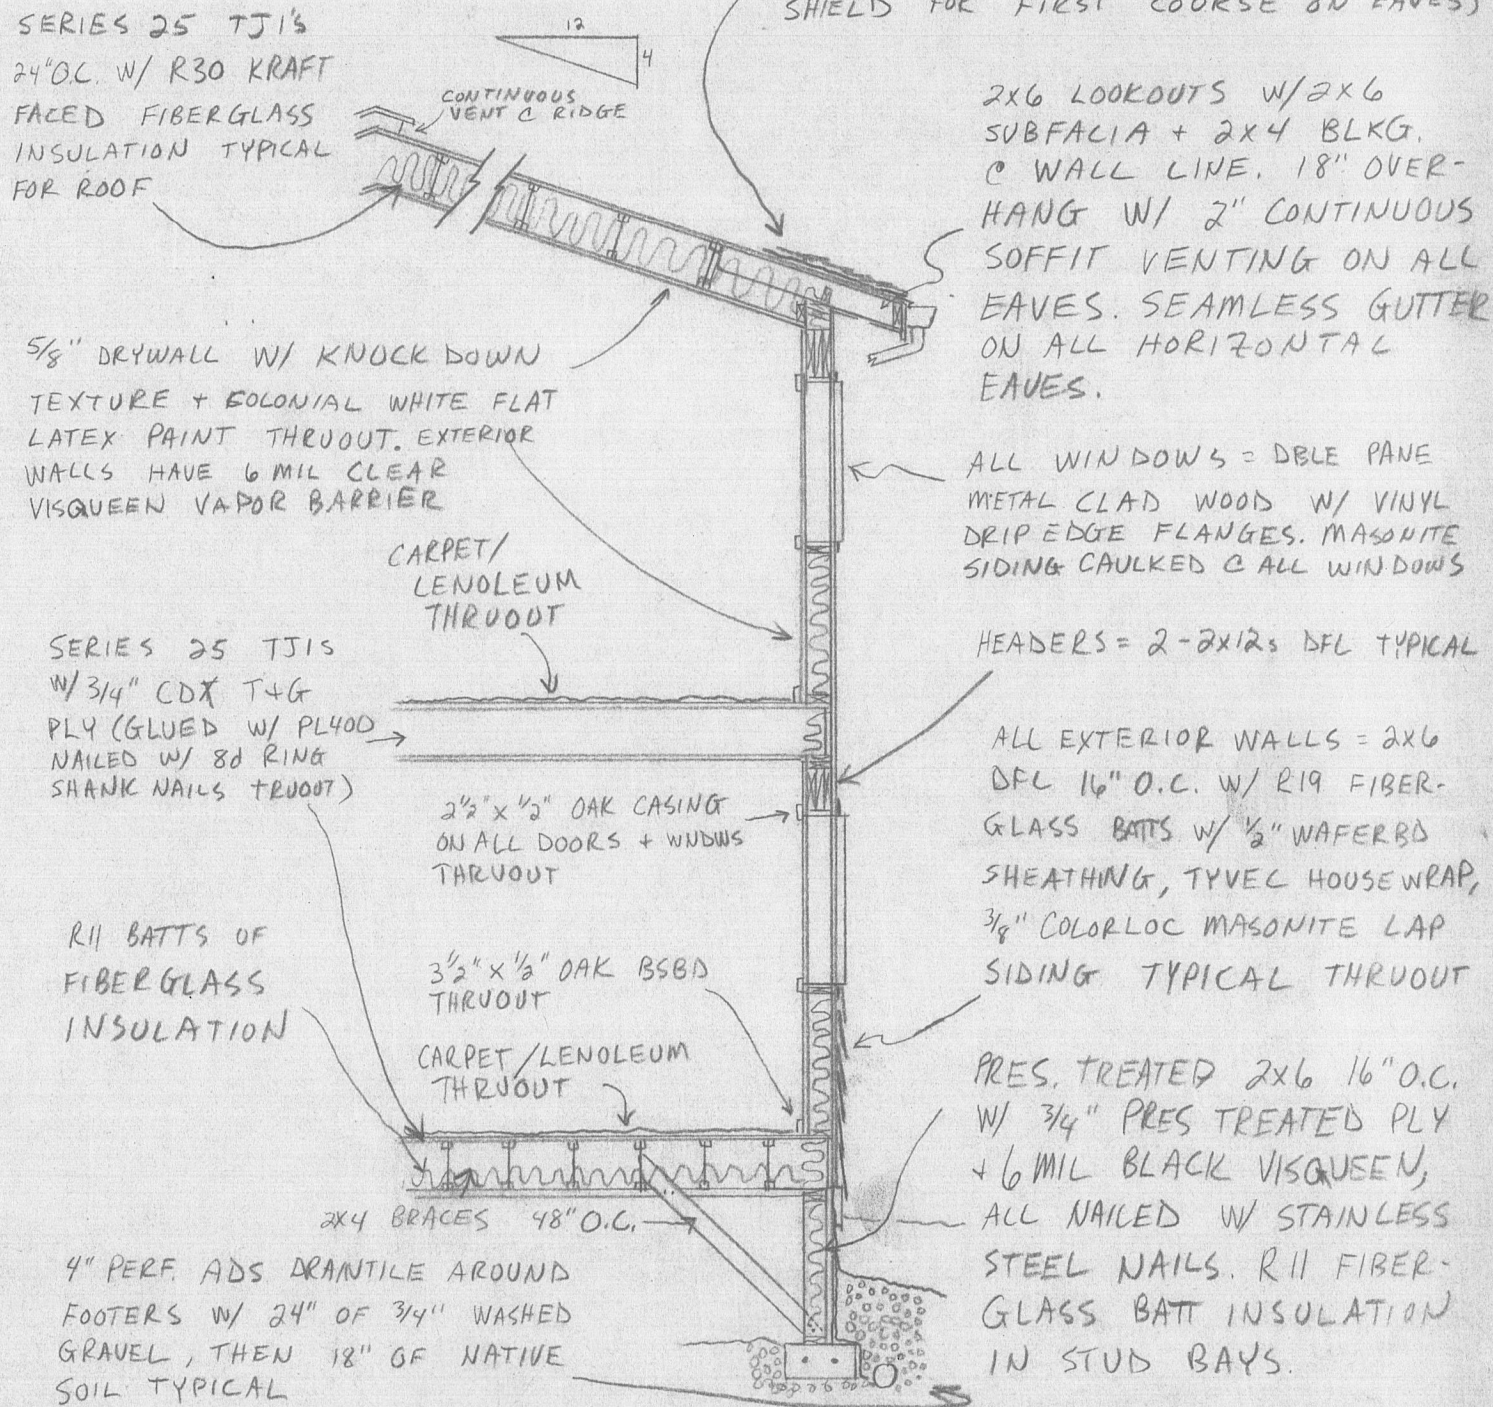 SHIELD FOR FIRST COURSE ON EAVES)
SERIES 25 TJI's
24" O.C. W/ R30 KRAFT
FACED FIBERGLASS
INSULATION TYPICAL
FOR ROOF
12
4
CONTINUOUS
VENT @ RIDGE
2X6 LOOKOUTS W/ 2X6
SUBFACIA + 2X4 BLKG.
@ WALL LINE. 18" OVER-
HANG W/ 2" CONTINUOUS
SOFFIT VENTING ON ALL
EAVES. SEAMLESS GUTTER
ON ALL HORIZONTAL
EAVES.
5/8" DRYWALL W/ KNOCK DOWN
TEXTURE + COLONIAL WHITE FLAT
LATEX PAINT THRUOUT. EXTERIOR
WALLS HAVE 6 MIL CLEAR
VISQUEEN VAPOR BARRIER
ALL WINDOWS = DBLE PANE
METAL CLAD WOOD W/ VINYL
DRIP EDGE FLANGES. MASONITE
SIDING CAULKED @ ALL WINDOWS
CARPET/
LENOLEUM
THRUOUT
SERIES 25 TJIS
W/ 3/4" CDX T+G
PLY (GLUED W/ PL400
NAILED W/ 8d RING
SHANK NAILS TRUOUT)
HEADERS = 2-2X12s DFL TYPICAL
2 1/2" X 1/2" OAK CASING
ON ALL DOORS + WNDWS
THRUOUT
ALL EXTERIOR WALLS = 2X6
DFL 16" O.C. W/ R19 FIBER-
GLASS BATTS W/ 1/2" WAFERBD
SHEATHING, TYVEC HOUSEWRAP,
3/8" COLORLOC MASONITE LAP
SIDING TYPICAL THRUOUT
R11 BATTS OF
FIBERGLASS
INSULATION
3 1/2" X 1/2" OAK BSBD
THRUOUT
CARPET/LENOLEUM
THRUOUT
PRES. TREATED 2X6 16" O.C.
W/ 3/4" PRES TREATED PLY
+ 6 MIL BLACK VISQUEEN,
ALL NAILED W/ STAINLESS
STEEL NAILS. R11 FIBER-
GLASS BATT INSULATION
IN STUD BAYS.
2X4 BRACES 48" O.C.
4" PERF. ADS DRAINTILE AROUND
FOOTERS W/ 24" OF 3/4" WASHED
GRAVEL, THEN 18" OF NATIVE
SOIL TYPICAL